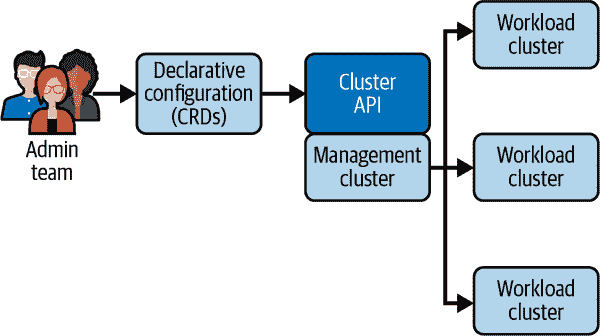 Admin
team
Declarative
configuration
(CRDs)
Cluster
API
Management
cluster
Workload
cluster
Workload
cluster
Workload
cluster